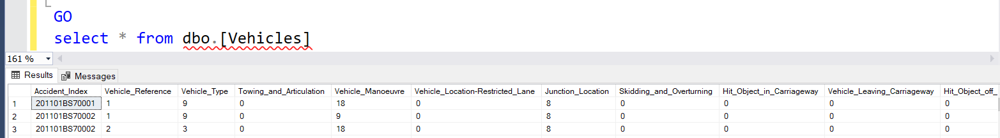 GO
select * from dbo.[Vehicles]
161 %
Results Messages
Accident_Index Vehicle_Reference Vehicle_Type Towing_and_Articulation Vehicle_Manoeuvre Vehicle_Location-Restricted_Lane Junction_Location Skidding_and_Overturning Hit_Object_in_Carriageway Vehicle_Leaving_Carriageway Hit_Object_off_
1 201101BS70001 1 9 0 18 0 8 0 0 0 0
2 201101BS70002 1 9 0 9 0 8 0 0 0 0
3 201101BS70002 2 3 0 18 0 8 0 0 0 0